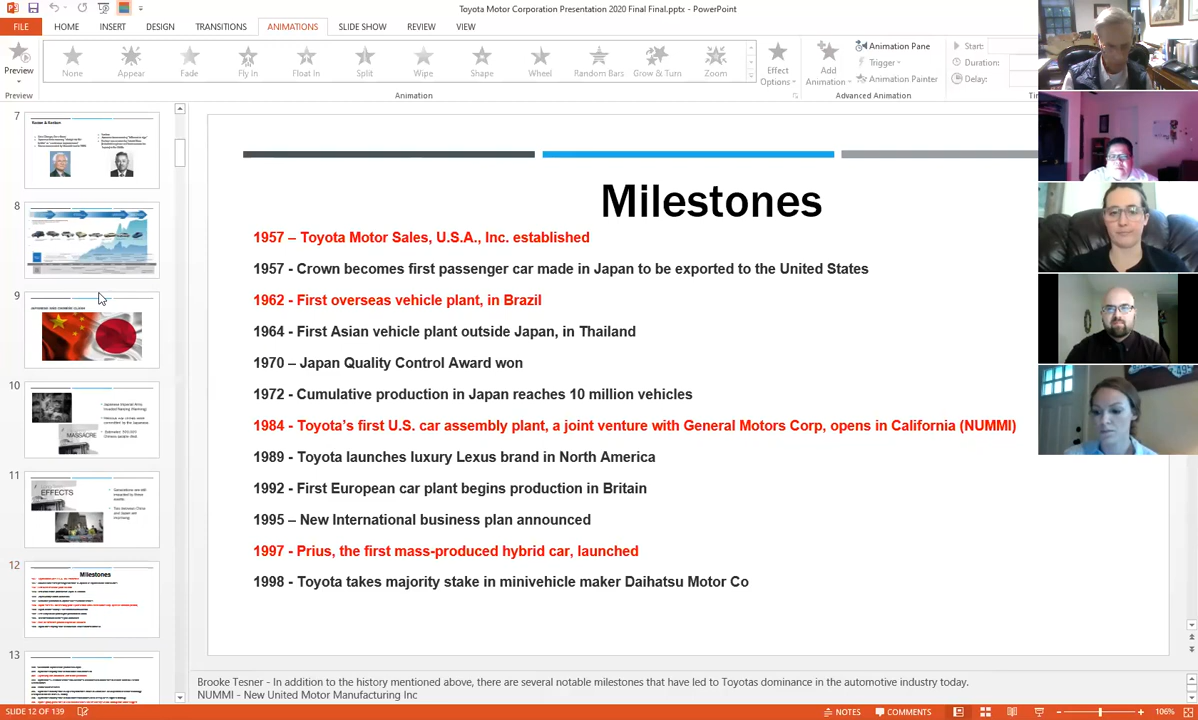 Toyota Motor Corporation Presentation 2020 Final Final.pptx - PowerPoint
FILE HOME INSERT DESIGN TRANSITIONS ANIMATIONS SLIDE SHOW REVIEW VIEW
Preview None Appear Fade Fly In Float In Split Wipe Shape Wheel Random Bars Grow & Turn Zoom Effect Options Add Animation
Animation Pane
Trigger
Animation Painter
Start:
Duration:
Delay:
Preview Animation Advanced Animation
7
8
9
10
MASSACRE
11
EFFECTS
12
Milestones
13
Milestones
1957 – Toyota Motor Sales, U.S.A., Inc. established
1957 - Crown becomes first passenger car made in Japan to be exported to the United States
1962 - First overseas vehicle plant, in Brazil
1964 - First Asian vehicle plant outside Japan, in Thailand
1970 – Japan Quality Control Award won
1972 - Cumulative production in Japan reaches 10 million vehicles
1984 - Toyota's first U.S. car assembly plant, a joint venture with General Motors Corp, opens in California (NUMMI)
1989 - Toyota launches luxury Lexus brand in North America
1992 - First European car plant begins production in Britain
1995 – New International business plan announced
1997 - Prius, the first mass-produced hybrid car, launched
1998 - Toyota takes majority stake in minivehicle maker Daihatsu Motor Co
Brooke Tesner - In addition to the history mentioned above, there are several notable milestones that have led to Toyotas dominance in the automotive industry today.
NUMMI - New United Motor Manufacturing Inc
SLIDE 12 OF 139 NOTES COMMENTS 106%